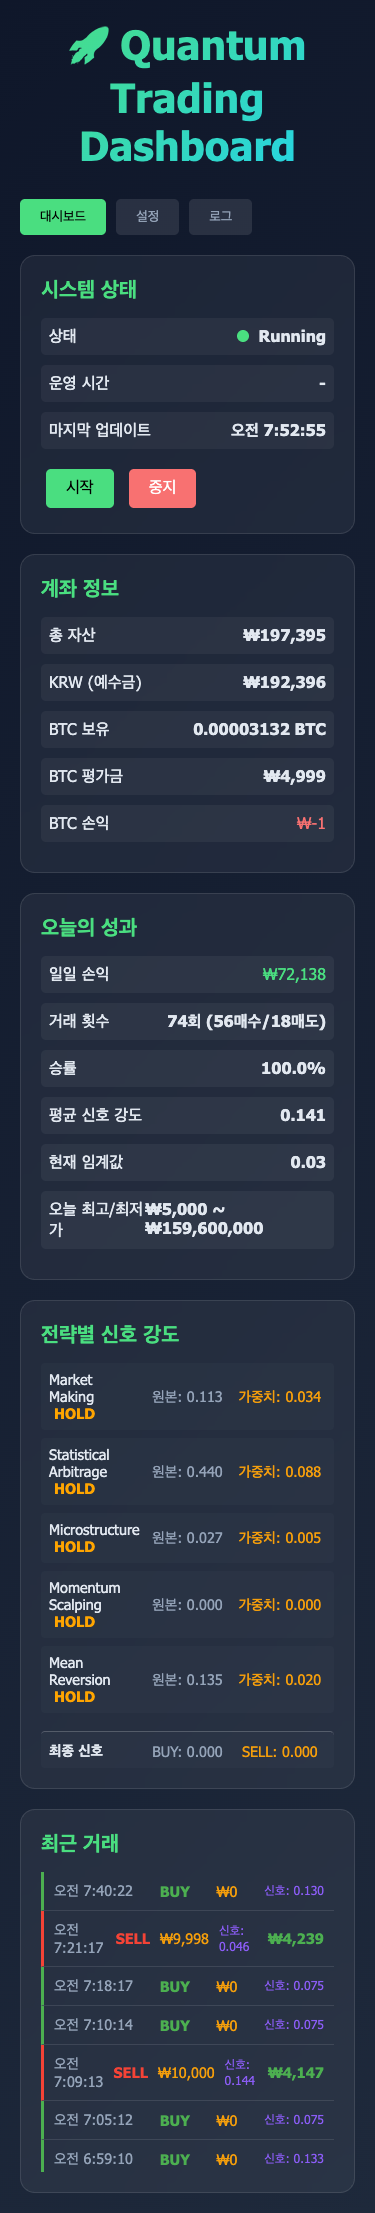 🚀 Quantum
Trading
Dashboard
대시보드 설정 로그
시스템 상태
상태 Running
운영 시간 -
마지막 업데이트 오전 7:52:55
시작 중지
계좌 정보
총 자산 ₩197,395
KRW (예수금) ₩192,396
BTC 보유 0.00003132 BTC
BTC 평가금 ₩4,999
BTC 손익 ₩-1
오늘의 성과
일일 손익 ₩72,138
거래 횟수 74회 (56매수/18매도)
승률 100.0%
평균 신호 강도 0.141
현재 임계값 0.03
오늘 최고/최저가 ₩5,000 ~
₩159,600,000
전략별 신호 강도
Market
Making
HOLD
원본: 0.113 가중치: 0.034
Statistical
Arbitrage
HOLD
원본: 0.440 가중치: 0.088
Microstructure
HOLD
원본: 0.027 가중치: 0.005
Momentum
Scalping
HOLD
원본: 0.000 가중치: 0.000
Mean
Reversion
HOLD
원본: 0.135 가중치: 0.020
최종 신호 BUY: 0.000 SELL: 0.000
최근 거래
오전 7:40:22 BUY ₩0 신호: 0.130
오전
7:21:17 SELL ₩9,998 신호:
0.046 ₩4,239
오전 7:18:17 BUY ₩0 신호: 0.075
오전 7:10:14 BUY ₩0 신호: 0.075
오전
7:09:13 SELL ₩10,000 신호:
0.144 ₩4,147
오전 7:05:12 BUY ₩0 신호: 0.075
오전 6:59:10 BUY ₩0 신호: 0.133